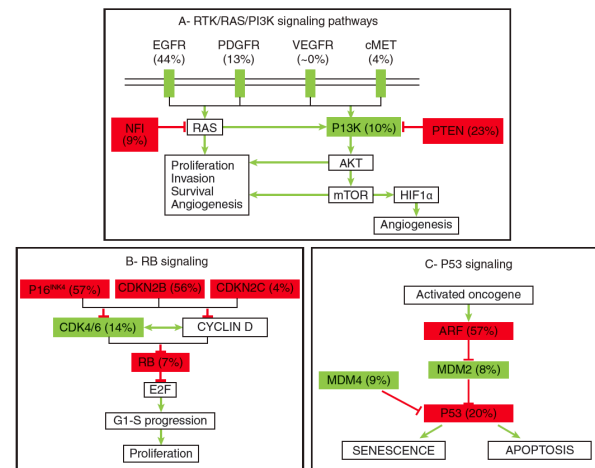 A- RTK/RAS/PI3K signaling pathways
EGFR PDGFR VEGFR cMET
(44%) (13%) (~0%) (4%)
NFI
(9%)
RAS
P13K (10%)
PTEN (23%)
Proliferation
Invasion
Survival
Angiogenesis
AKT
mTOR
HIF1α
Angiogenesis
B- RB signaling
P16INK4 (57%) CDKN2B (56%) CDKN2C (4%)
CDK4/6 (14%) CYCLIN D
RB (7%)
E2F
G1-S progression
Proliferation
C- P53 signaling
Activated oncogene
ARF (57%)
MDM2 (8%)
MDM4 (9%)
P53 (20%)
SENESCENCE APOPTOSIS